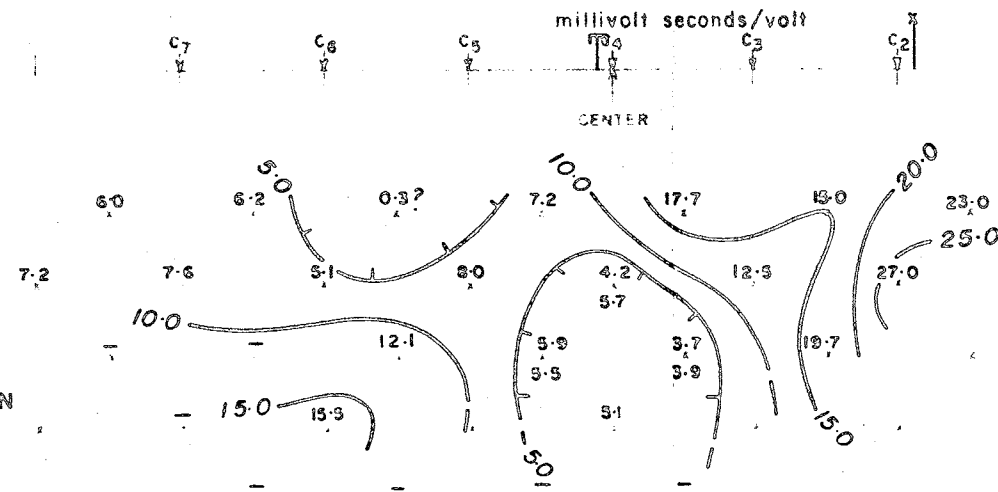 millivolt seconds/volt
C7 C6 C5 4 C3 C2 x
CENTER
5.0 10.0 20.0
6.0 6.2 0.3? 7.2 17.7 15.0 23.0
25.0
7.2 7.6 5.1 8.0 4.2 12.5 27.0
5.7
10.0
— — 12.1 5.9 3.7 19.7
5.5 3.9
N
— 15.0 15.5 5.1 15.0
5.0
— — — —